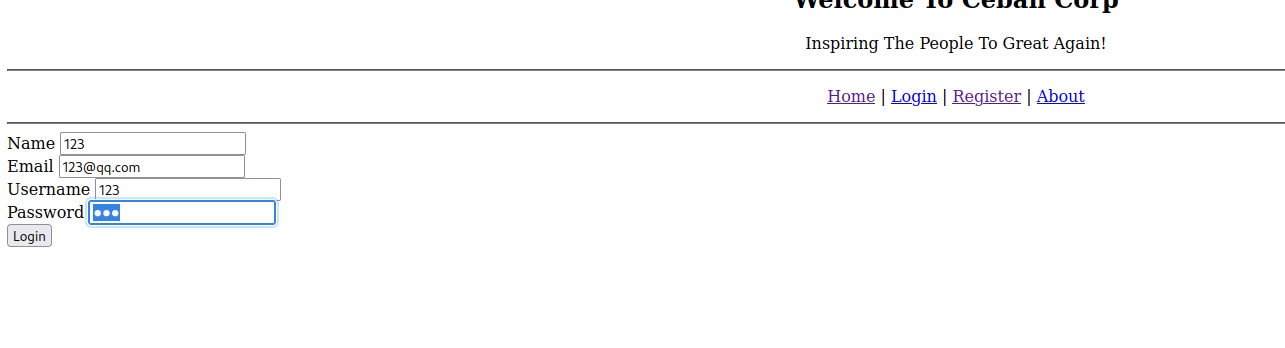 Welcome To Ceban Corp
Inspiring The People To Great Again!
Home | Login | Register | About
Name 123
Email 123@qq.com
Username 123
Password •••
Login